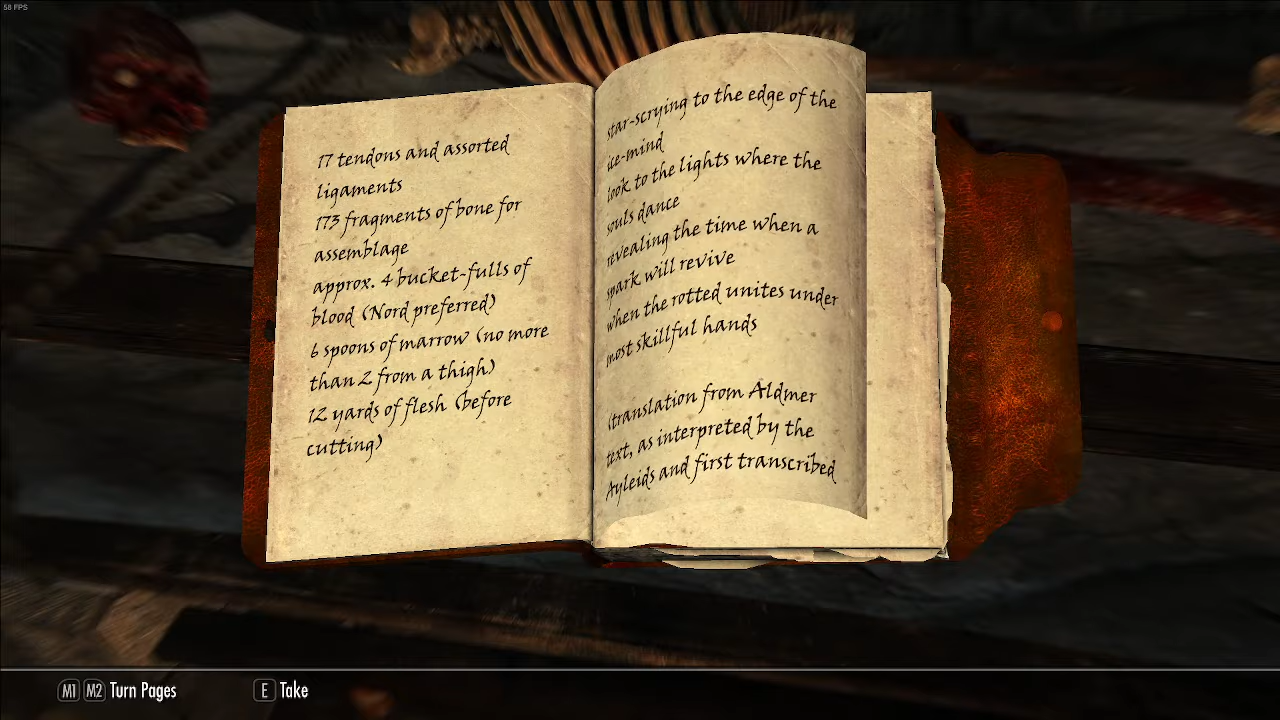 58 FPS
17 tendons and assorted
ligaments
173 fragments of bone for
assemblage
approx. 4 bucket-fulls of
blood (Nord preferred)
6 spoons of marrow (no more
than 2 from a thigh)
12 yards of flesh (before
cutting)
star-scrying to the edge of the
ice-mind
look to the lights where the
souls dance
revealing the time when a
spark will revive
when the rotted unites under
most skillful hands
(translation from Aldmer
text, as interpreted by the
Ayleids and first transcribed
M1 M2 Turn Pages
E Take